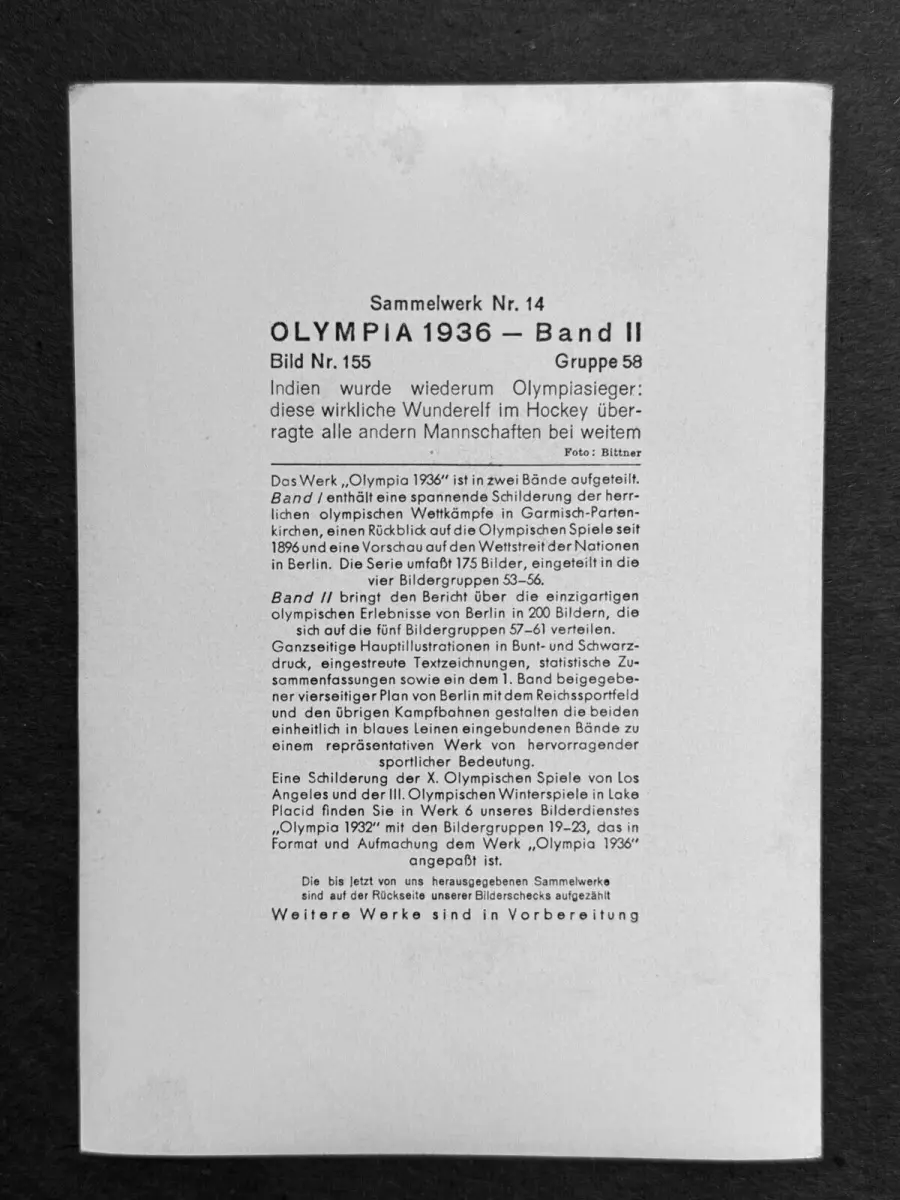 Sammelwerk Nr. 14
OLYMPIA 1936 — Band II
Bild Nr. 155 Gruppe 58
Indien wurde wiederum Olympiasieger:
diese wirkliche Wunderelf im Hockey über-
ragte alle andern Mannschaften bei weitem
Foto: Bittner
Das Werk „Olympia 1936“ ist in zwei Bände aufgeteilt.
Band I enthält eine spannende Schilderung der herr-
lichen olympischen Wettkämpfe in Garmisch-Parten-
kirchen, einen Rückblick auf die Olympischen Spiele seit
1896 und eine Vorschau auf den Wettstreit der Nationen
in Berlin. Die Serie umfaßt 175 Bilder, eingeteilt in die
vier Bildergruppen 53–56.
Band II bringt den Bericht über die einzigartigen
olympischen Erlebnisse von Berlin in 200 Bildern, die
sich auf die fünf Bildergruppen 57–61 verteilen.
Ganzseitige Hauptillustrationen in Bunt- und Schwarz-
druck, eingestreute Textzeichnungen, statistische Zu-
sammenfassungen sowie ein dem 1. Band beigegebe-
ner vierseitiger Plan von Berlin mit dem Reichssportfeld
und den übrigen Kampfbahnen gestalten die beiden
einheitlich in blaues Leinen eingebundenen Bände zu
einem repräsentativen Werk von hervorragender
sportlicher Bedeutung.
Eine Schilderung der X. Olympischen Spiele von Los
Angeles und der III. Olympischen Winterspiele in Lake
Placid finden Sie in Werk 6 unseres Bilderdienstes
„Olympia 1932“ mit den Bildergruppen 19–23, das in
Format und Aufmachung dem Werk „Olympia 1936“
angepaßt ist.
Die bis jetzt von uns herausgegebenen Sammelwerke
sind auf der Rückseite unserer Bilderschecks aufgezählt
Weitere Werke sind in Vorbereitung